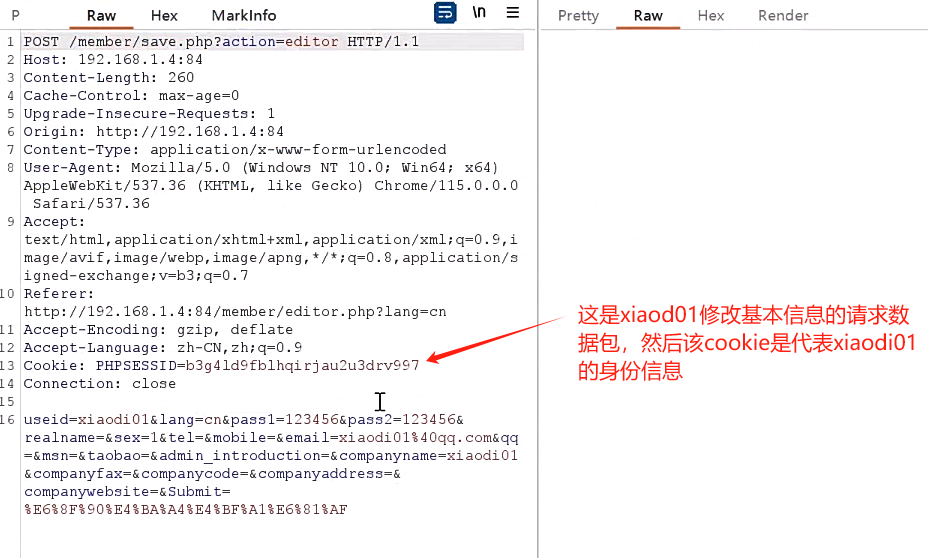 P Raw Hex MarkInfo \n
Pretty Raw Hex Render
1 POST /member/save.php?action=editor HTTP/1.1
2 Host: 192.168.1.4:84
3 Content-Length: 260
4 Cache-Control: max-age=0
5 Upgrade-Insecure-Requests: 1
6 Origin: http://192.168.1.4:84
7 Content-Type: application/x-www-form-urlencoded
8 User-Agent: Mozilla/5.0 (Windows NT 10.0; Win64; x64)
AppleWebKit/537.36 (KHTML, like Gecko) Chrome/115.0.0.0
Safari/537.36
9 Accept:
text/html,application/xhtml+xml,application/xml;q=0.9,i
mage/avif,image/webp,image/apng,*/*;q=0.8,application/s
igned-exchange;v=b3;q=0.7
10 Referer:
http://192.168.1.4:84/member/editor.php?lang=cn
11 Accept-Encoding: gzip, deflate
12 Accept-Language: zh-CN,zh;q=0.9
13 Cookie: PHPSESSID=b3g4ld9fblhqirjau2u3drv997
14 Connection: close
15
16 useid=xiaodi01&lang=cn&pass1=123456&pass2=123456&
realname=&sex=1&tel=&mobile=&email=xiaodi01%40qq.com&qq
=&msn=&taobao=&admin_introduction=&companyname=xiaodi01
&companyfax=&companycode=&companyaddress=&
companywebsite=&Submit=
%E6%8F%90%E4%BA%A4%E4%BF%A1%E6%81%AF
这是xiaod01修改基本信息的请求数
据包，然后该cookie是代表xiaodi01
的身份信息